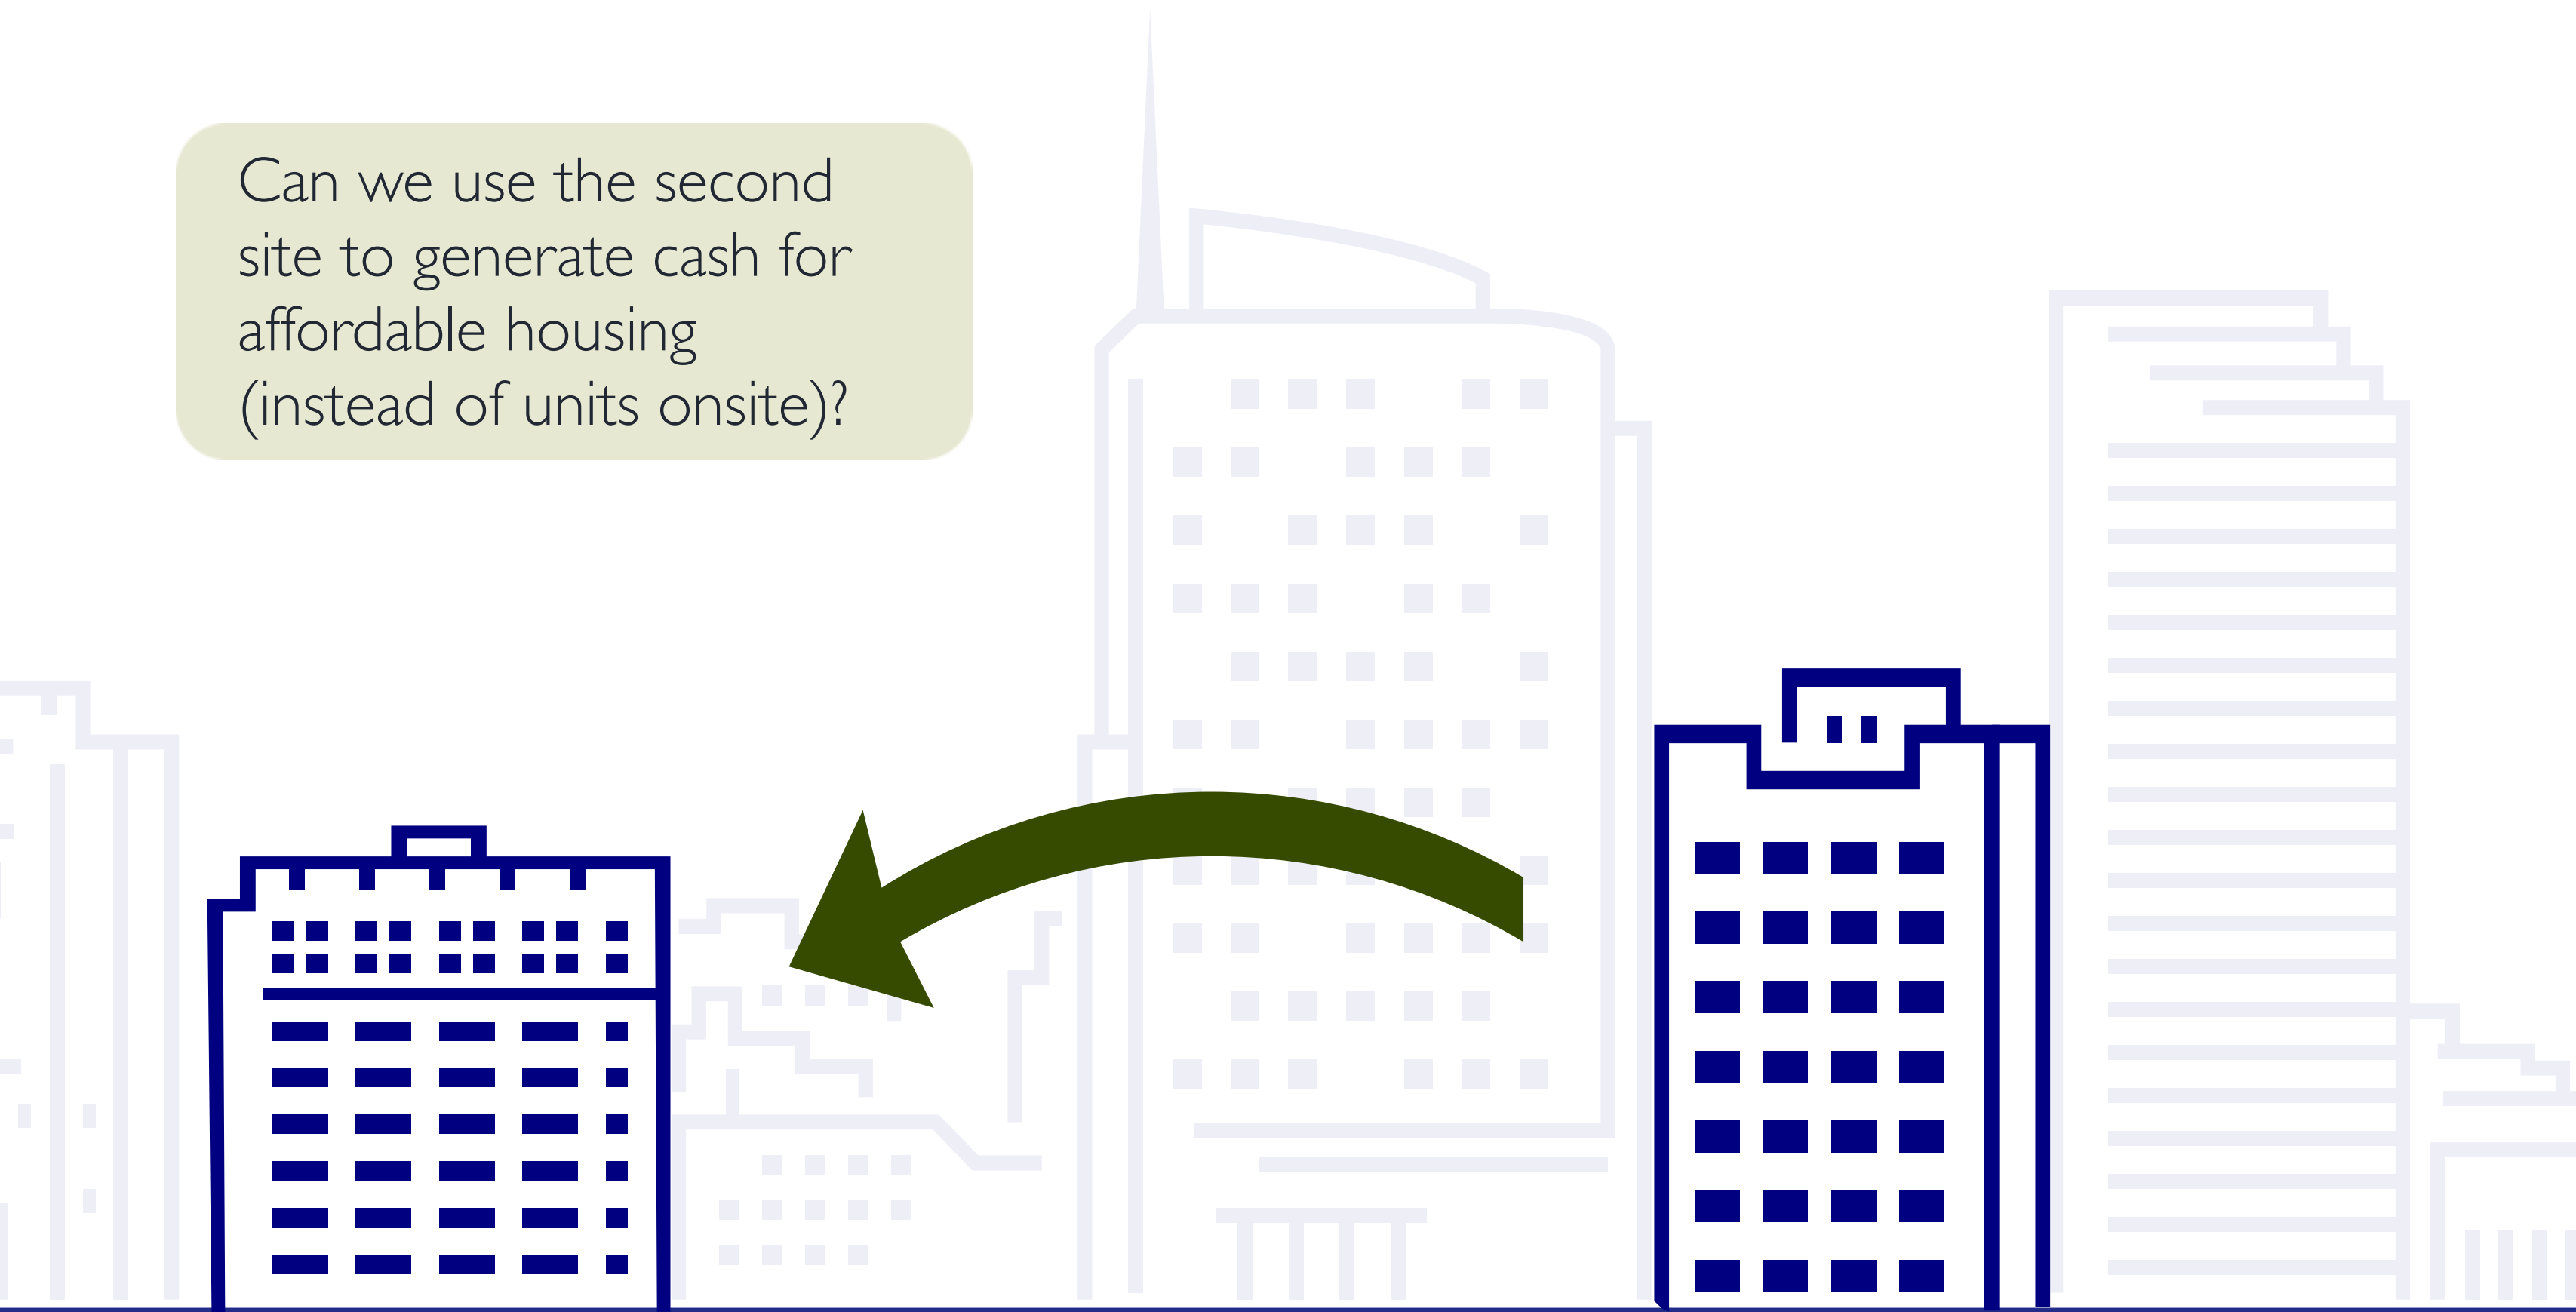 Can we use the second
site to generate cash for
affordable housing
(instead of units onsite)?